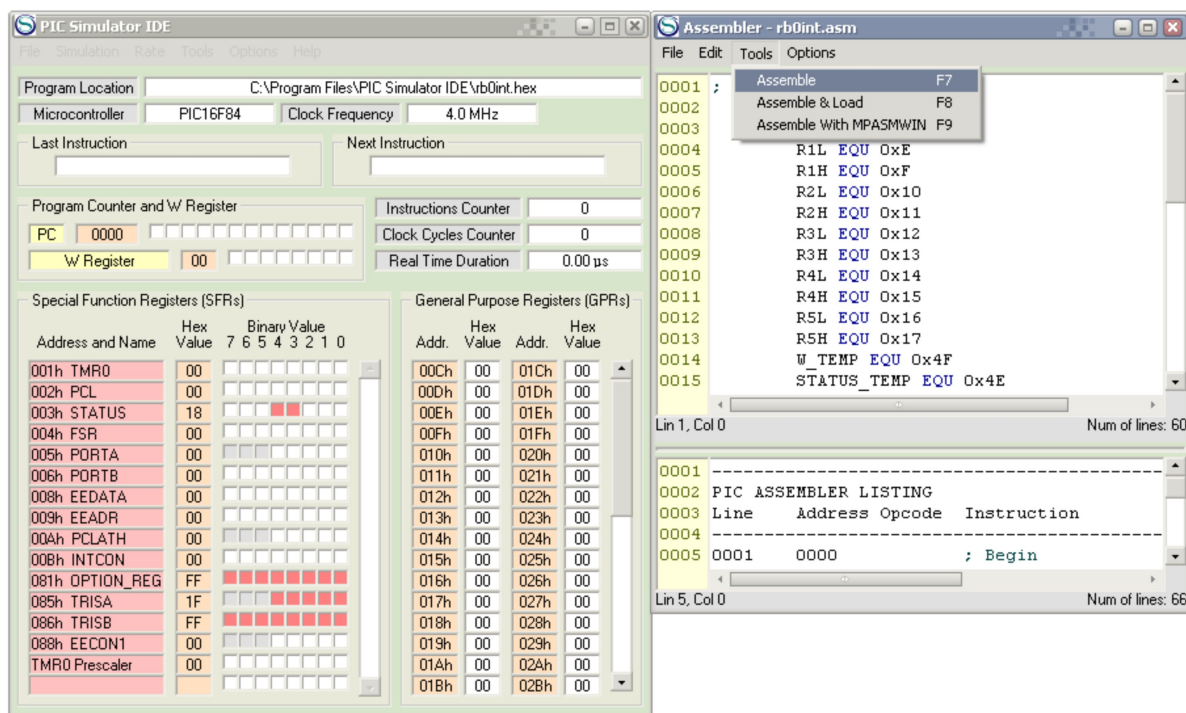 PIC Simulator IDE
File Simulation Rate Tools Options Help
Program Location C:\Program Files\PIC Simulator IDE\rb0int.hex
Microcontroller PIC16F84 Clock Frequency 4.0 MHz
Last Instruction Next Instruction
Program Counter and W Register
PC 0000
W Register 00
Instructions Counter 0
Clock Cycles Counter 0
Real Time Duration 0.00 µs
Special Function Registers (SFRs)
Hex Binary Value
Address and Name Value 7 6 5 4 3 2 1 0
001h TMR0 00
002h PCL 00
003h STATUS 18
004h FSR 00
005h PORTA 00
006h PORTB 00
008h EEDATA 00
009h EEADR 00
00Ah PCLATH 00
00Bh INTCON 00
081h OPTION_REG FF
085h TRISA 1F
086h TRISB FF
088h EECON1 00
TMR0 Prescaler 00
General Purpose Registers (GPRs)
Hex Hex
Addr. Value Addr. Value
00Ch 00 01Ch 00
00Dh 00 01Dh 00
00Eh 00 01Eh 00
00Fh 00 01Fh 00
010h 00 020h 00
011h 00 021h 00
012h 00 022h 00
013h 00 023h 00
014h 00 024h 00
015h 00 025h 00
016h 00 026h 00
017h 00 027h 00
018h 00 028h 00
019h 00 029h 00
01Ah 00 02Ah 00
01Bh 00 02Bh 00
Assembler - rb0int.asm
File Edit Tools Options
Assemble F7
Assemble & Load F8
Assemble With MPASMWIN F9
0001 ;
0002
0003
0004 R1L EQU 0xE
0005 R1H EQU 0xF
0006 R2L EQU 0x10
0007 R2H EQU 0x11
0008 R3L EQU 0x12
0009 R3H EQU 0x13
0010 R4L EQU 0x14
0011 R4H EQU 0x15
0012 R5L EQU 0x16
0013 R5H EQU 0x17
0014 W_TEMP EQU 0x4F
0015 STATUS_TEMP EQU 0x4E
Lin 1, Col 0 Num of lines: 60
0001 ------------------------------------------
0002 PIC ASSEMBLER LISTING
0003 Line Address Opcode Instruction
0004 ------------------------------------------
0005 0001 0000 ; Begin
Lin 5, Col 0 Num of lines: 66